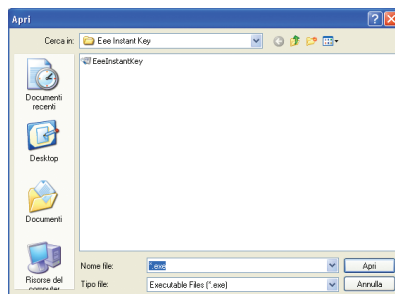 Apri
Cerca in:
Eee Instant Key
EeeInstantKey
Documenti
recenti
Desktop
Documenti
Risorse del
computer
Nome file:
*.exe
Apri
Tipo file:
Executable Files (*.exe)
Annulla